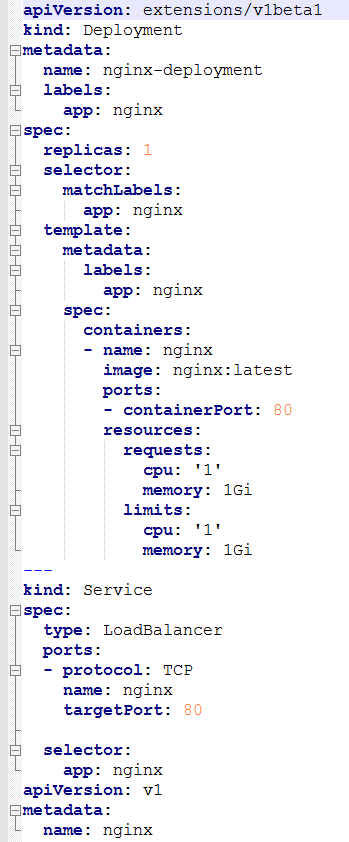 apiVersion: extensions/v1beta1
kind: Deployment
metadata:
  name: nginx-deployment
  labels:
    app: nginx
spec:
  replicas: 1
  selector:
    matchLabels:
      app: nginx
  template:
    metadata:
      labels:
        app: nginx
    spec:
      containers:
      - name: nginx
        image: nginx:latest
        ports:
        - containerPort: 80
        resources:
          requests:
            cpu: '1'
            memory: 1Gi
          limits:
            cpu: '1'
            memory: 1Gi
---
kind: Service
spec:
  type: LoadBalancer
  ports:
  - protocol: TCP
    name: nginx
    targetPort: 80
  selector:
    app: nginx
apiVersion: v1
metadata:
  name: nginx